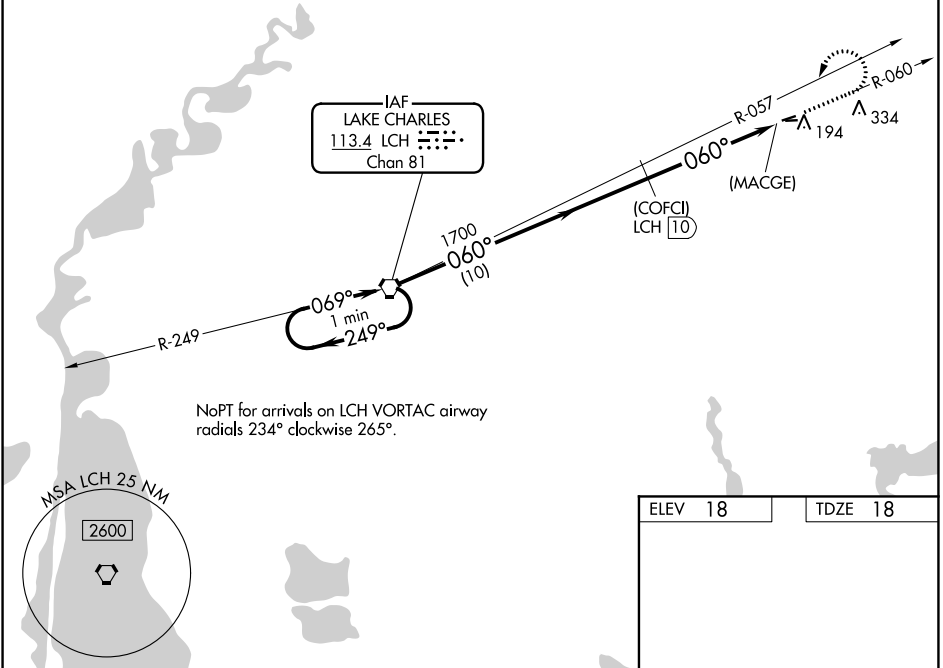 IAF
LAKE CHARLES
113.4 LCH
Chan 81
R-057
R-060
334
194
060°
(MACGE)
(COFCI)
LCH 10
1700
060°
(10)
069°
1 min
249°
R-249
NoPT for arrivals on LCH VORTAC airway
radials 234° clockwise 265°.
MSA LCH 25 NM
2600
ELEV 18
TDZE 18